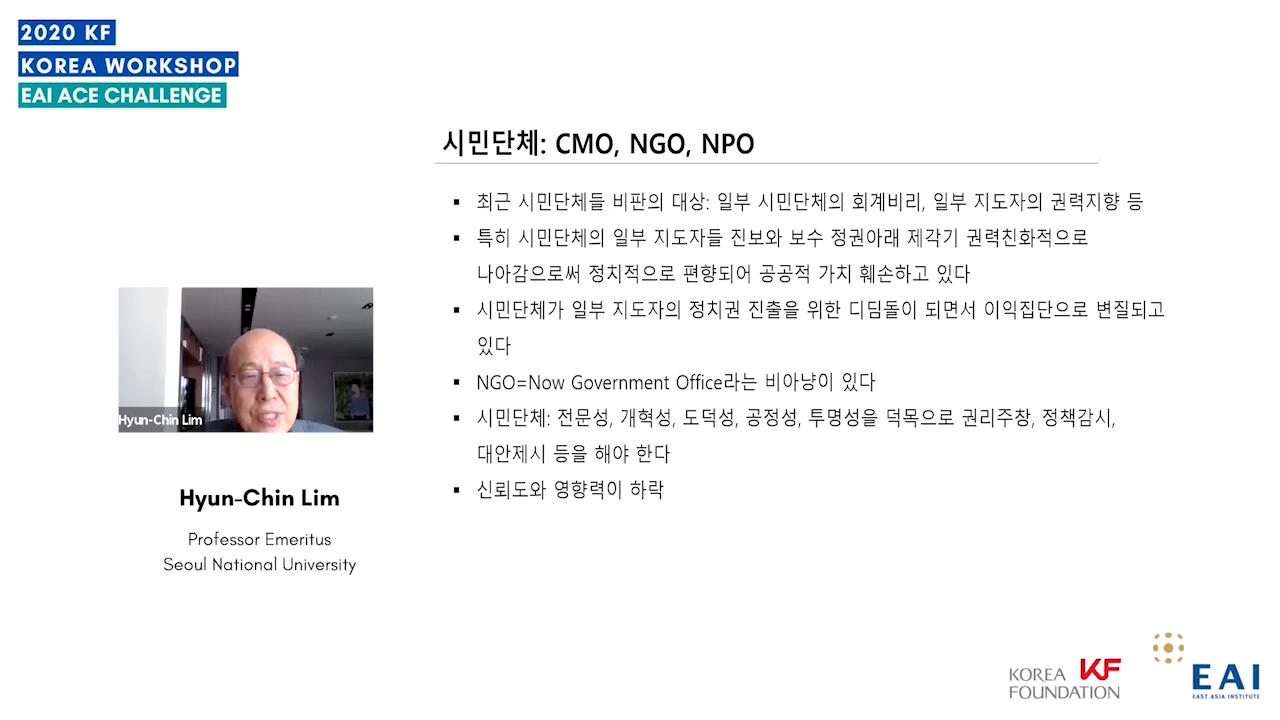 2020 KF
KOREA WORKSHOP
EAI ACE CHALLENGE
시민단체: CMO, NGO, NPO
▪ 최근 시민단체들 비판의 대상: 일부 시민단체의 회계비리, 일부 지도자의 권력지향 등
▪ 특히 시민단체의 일부 지도자들 진보와 보수 정권아래 제각기 권력친화적으로
나아감으로써 정치적으로 편향되어 공공적 가치 훼손하고 있다
▪ 시민단체가 일부 지도자의 정치권 진출을 위한 디딤돌이 되면서 이익집단으로 변질되고
있다
▪ NGO=Now Government Office라는 비아냥이 있다
▪ 시민단체: 전문성, 개혁성, 도덕성, 공정성, 투명성을 덕목으로 권리주창, 정책감시,
대안제시 등을 해야 한다
▪ 신뢰도와 영향력이 하락
Hyun-Chin Lim
Hyun-Chin Lim
Professor Emeritus
Seoul National University
KOREA KF
FOUNDATION
EAI
EAST ASIA INSTITUTE